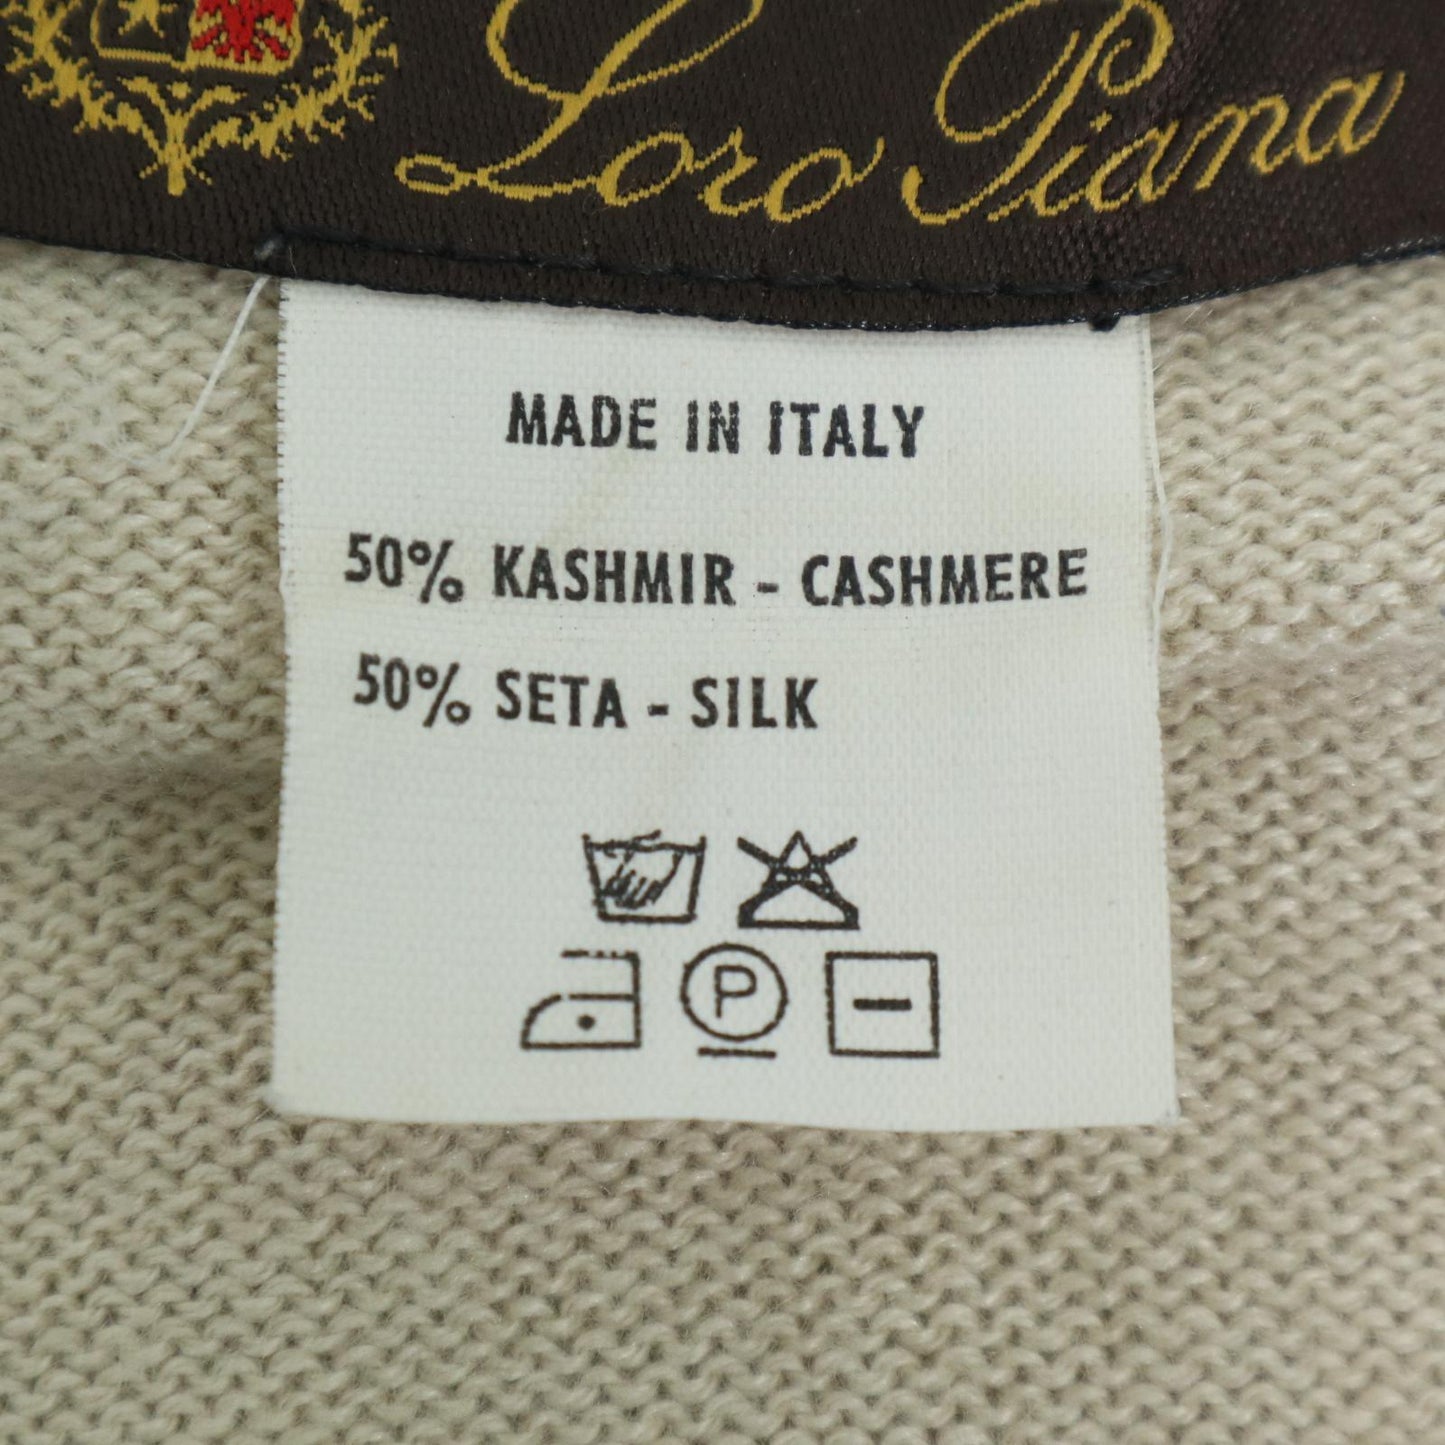 Loro Piana
MADE IN ITALY
50% KASHMIR - CASHMERE
50% SETA - SILK
P